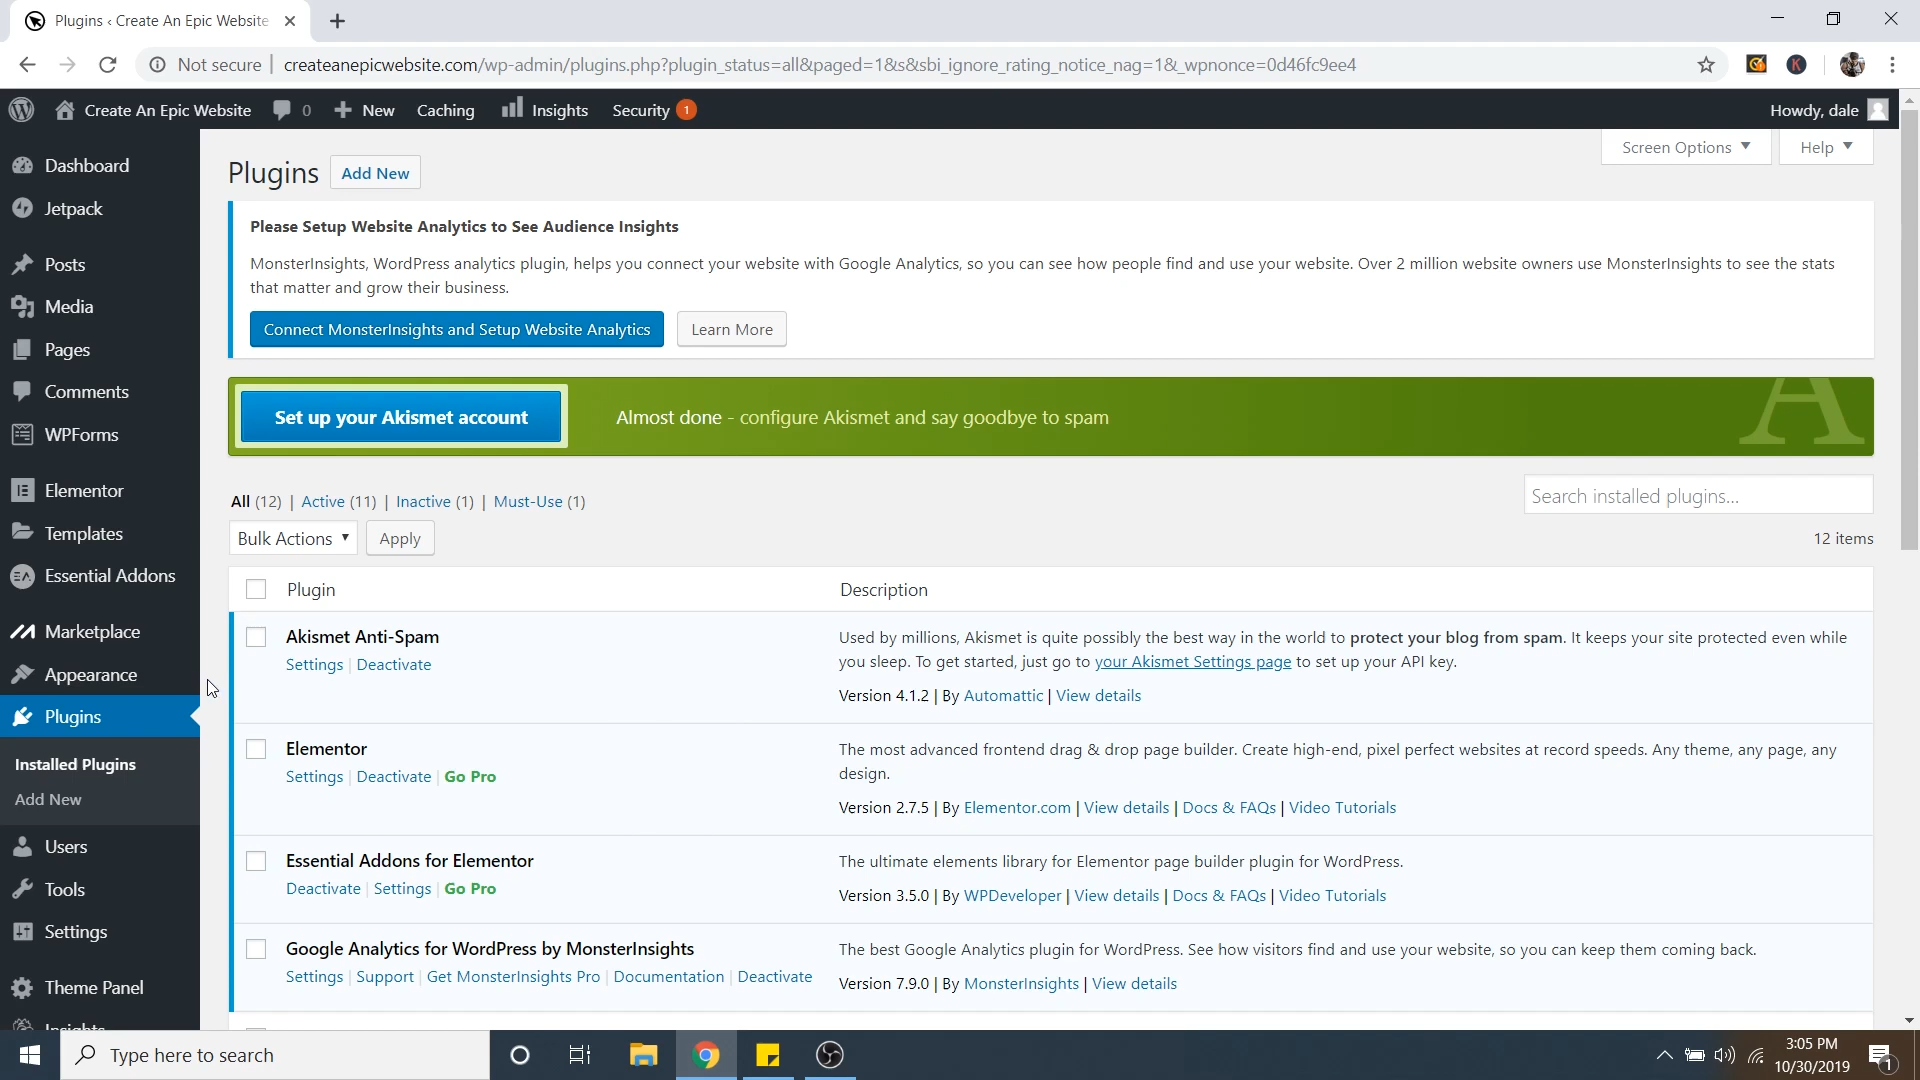 Plugins ‹ Create An Epic Website
Not secure | createanepicwebsite.com/wp-admin/plugins.php?plugin_status=all&paged=1&s&sbi_ignore_rating_notice_nag=1&_wpnonce=0d46fc9ee4
K
Create An Epic Website 0 New Caching Insights Security 1 Howdy, dale
Dashboard
Jetpack
Posts
Media
Pages
Comments
WPForms
Elementor
Templates
Essential Addons
Marketplace
Appearance
Plugins
Installed Plugins
Add New
Users
Tools
Settings
Theme Panel
Insights
Screen Options Help
Plugins Add New
Please Setup Website Analytics to See Audience Insights
MonsterInsights, WordPress analytics plugin, helps you connect your website with Google Analytics, so you can see how people find and use your website. Over 2 million website owners use MonsterInsights to see the stats
that matter and grow their business.
Connect MonsterInsights and Setup Website Analytics Learn More
Set up your Akismet account Almost done - configure Akismet and say goodbye to spam A
All (12) | Active (11) | Inactive (1) | Must-Use (1)
Search installed plugins...
Bulk Actions Apply 12 items
Plugin Description
Akismet Anti-Spam
Settings | Deactivate
Used by millions, Akismet is quite possibly the best way in the world to protect your blog from spam. It keeps your site protected even while
you sleep. To get started, just go to your Akismet Settings page to set up your API key.
Version 4.1.2 | By Automattic | View details
Elementor
Settings | Deactivate | Go Pro
The most advanced frontend drag & drop page builder. Create high-end, pixel perfect websites at record speeds. Any theme, any page, any
design.
Version 2.7.5 | By Elementor.com | View details | Docs & FAQs | Video Tutorials
Essential Addons for Elementor
Deactivate | Settings | Go Pro
The ultimate elements library for Elementor page builder plugin for WordPress.
Version 3.5.0 | By WPDeveloper | View details | Docs & FAQs | Video Tutorials
Google Analytics for WordPress by MonsterInsights
Settings | Support | Get MonsterInsights Pro | Documentation | Deactivate
The best Google Analytics plugin for WordPress. See how visitors find and use your website, so you can keep them coming back.
Version 7.9.0 | By MonsterInsights | View details
Type here to search
3:05 PM
10/30/2019
1